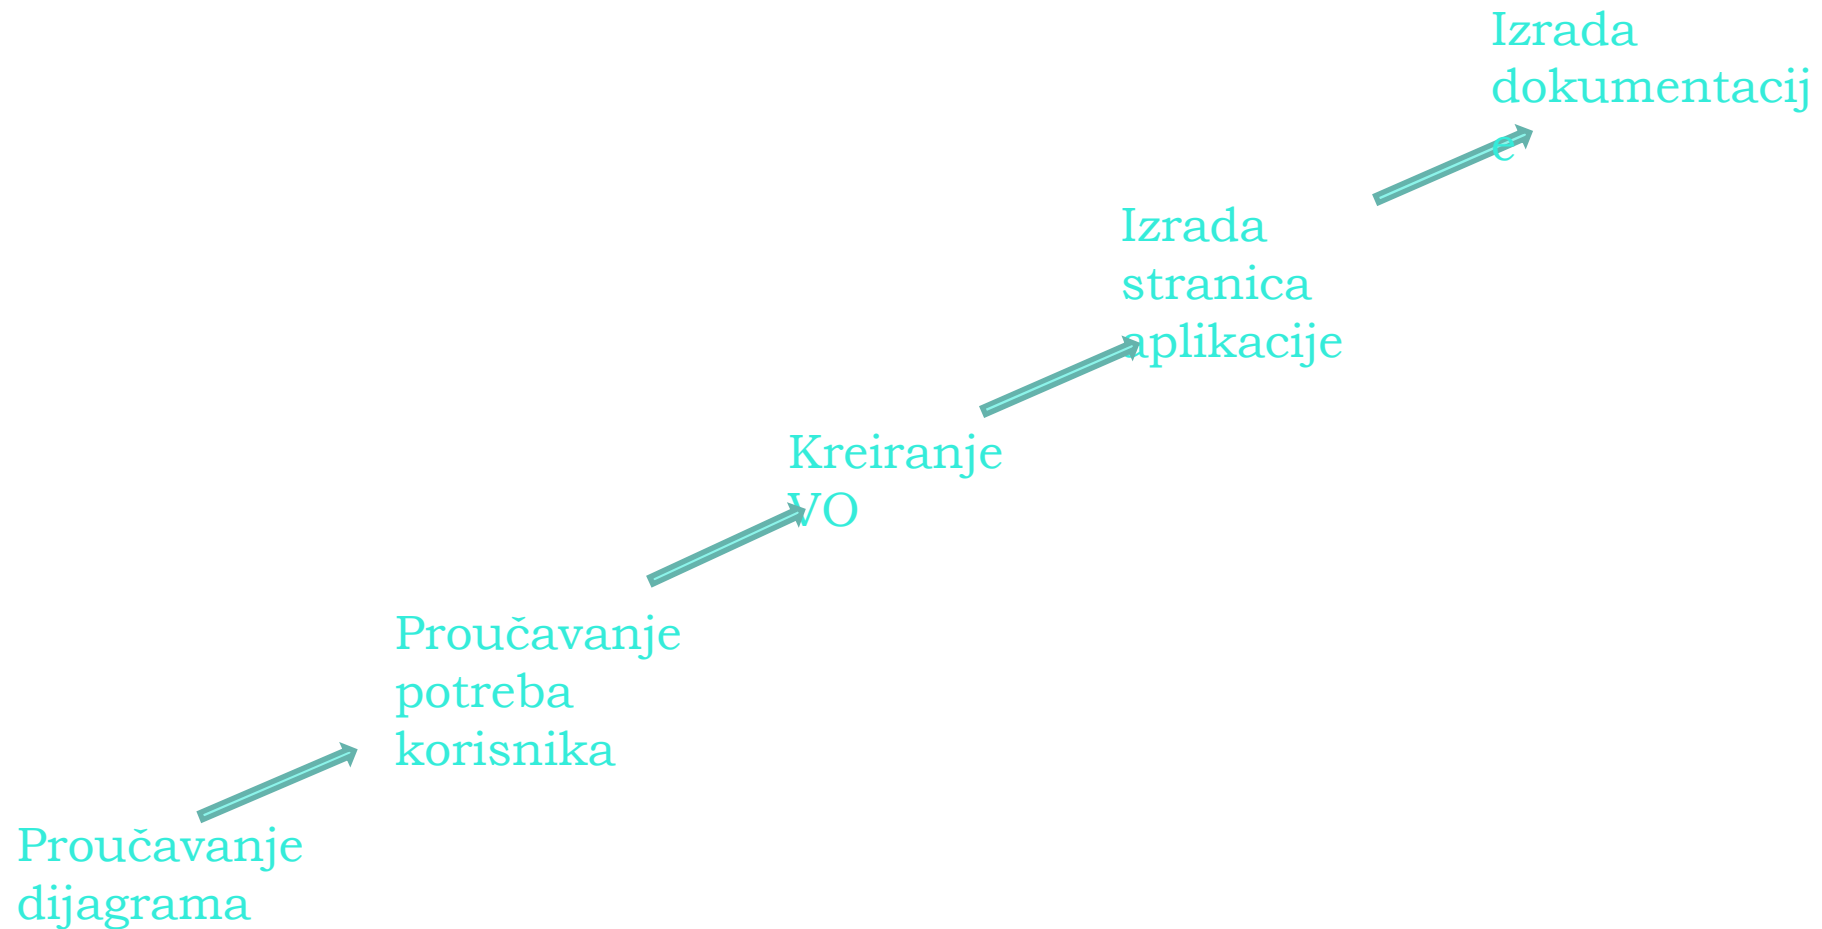 Izrada
dokumentacij
e
Izrada
stranica
aplikacije
Kreiranje
VO
Proučavanje
potreba
korisnika
Proučavanje
dijagrama